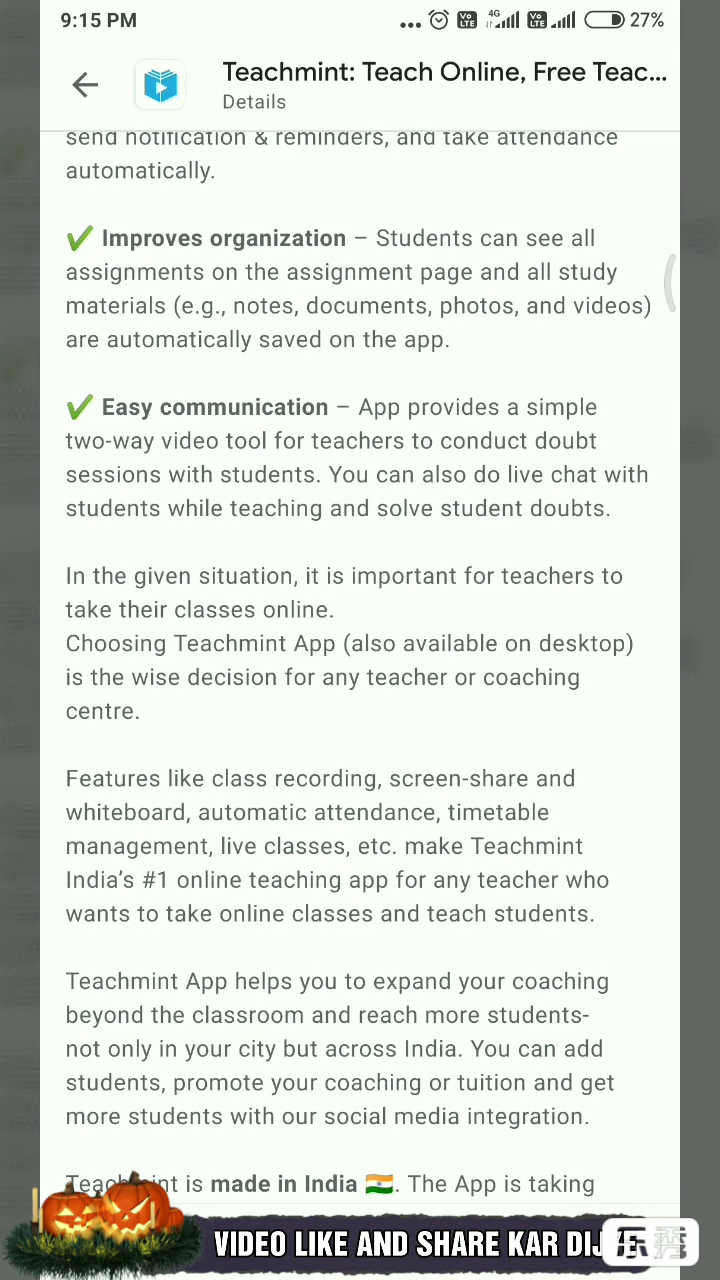 9:15 PM
4G
VO LTE
VO LTE
27%
Teachmint: Teach Online, Free Teac...
Details
send notification & reminders, and take attendance
automatically.
✔ Improves organization – Students can see all
assignments on the assignment page and all study
materials (e.g., notes, documents, photos, and videos)
are automatically saved on the app.
✔ Easy communication – App provides a simple
two-way video tool for teachers to conduct doubt
sessions with students. You can also do live chat with
students while teaching and solve student doubts.
In the given situation, it is important for teachers to
take their classes online.
Choosing Teachmint App (also available on desktop)
is the wise decision for any teacher or coaching
centre.
Features like class recording, screen-share and
whiteboard, automatic attendance, timetable
management, live classes, etc. make Teachmint
India’s #1 online teaching app for any teacher who
wants to take online classes and teach students.
Teachmint App helps you to expand your coaching
beyond the classroom and reach more students-
not only in your city but across India. You can add
students, promote your coaching or tuition and get
more students with our social media integration.
Teachmint is made in India 🇮🇳. The App is taking
VIDEO LIKE AND SHARE KAR
乐秀